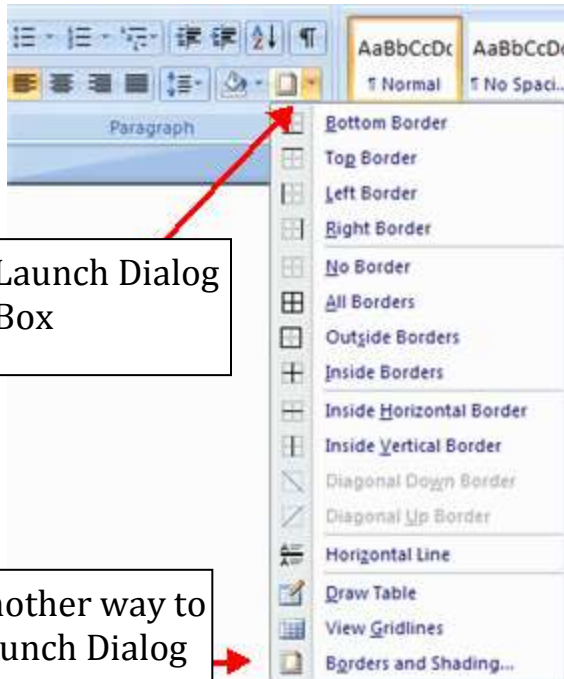 AaBbCcDc AaBbCcD
¶ Normal ¶ No Spaci...
Paragraph
Bottom Border
Top Border
Left Border
Right Border
Launch Dialog
Box
No Border
All Borders
Outside Borders
Inside Borders
Inside Horizontal Border
Inside Vertical Border
Diagonal Down Border
Diagonal Up Border
Horizontal Line
Draw Table
nother way to
unch Dialog
View Gridlines
Borders and Shading...